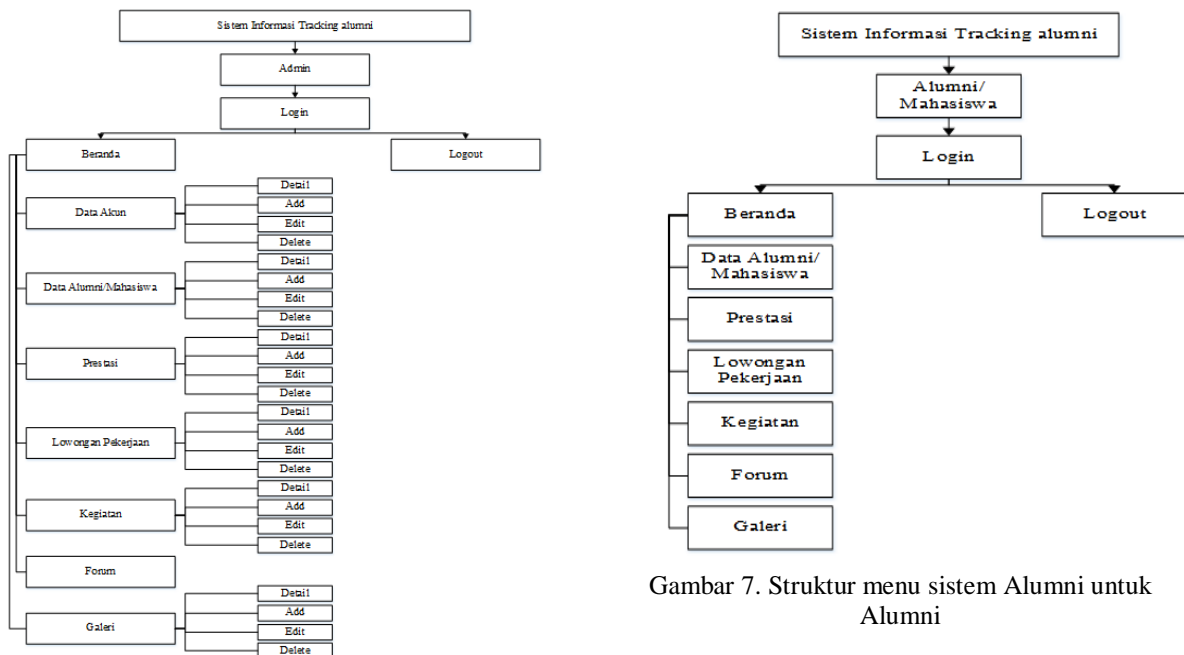 Sistem Informasi Tracking alumni
Admin
Login
Beranda
Logout
Data Akun
Detail
Add
Edit
Delete
Data Alumni/Mahasiswa
Detail
Add
Edit
Delete
Prestasi
Detail
Add
Edit
Delete
Lowongan Pekerjaan
Detail
Add
Edit
Delete
Kegiatan
Detail
Add
Edit
Delete
Forum
Galeri
Detail
Add
Edit
Delete
Sistem Informasi Tracking alumni
Alumni/
Mahasiswa
Login
Beranda
Logout
Data Alumni/
Mahasiswa
Prestasi
Lowongan
Pekerjaan
Kegiatan
Forum
Galeri
Gambar 7. Struktur menu sistem Alumni untuk
Alumni